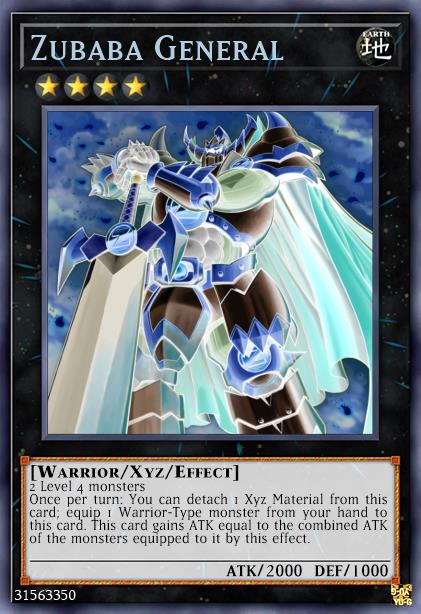 Zubaba General
EARTH
地
[Warrior/Xyz/Effect]
2 Level 4 monsters
Once per turn: You can detach 1 Xyz Material from this
card; equip 1 Warrior-Type monster from your hand to
this card. This card gains ATK equal to the combined ATK
of the monsters equipped to it by this effect.
ATK/2000 DEF/1000
31563350